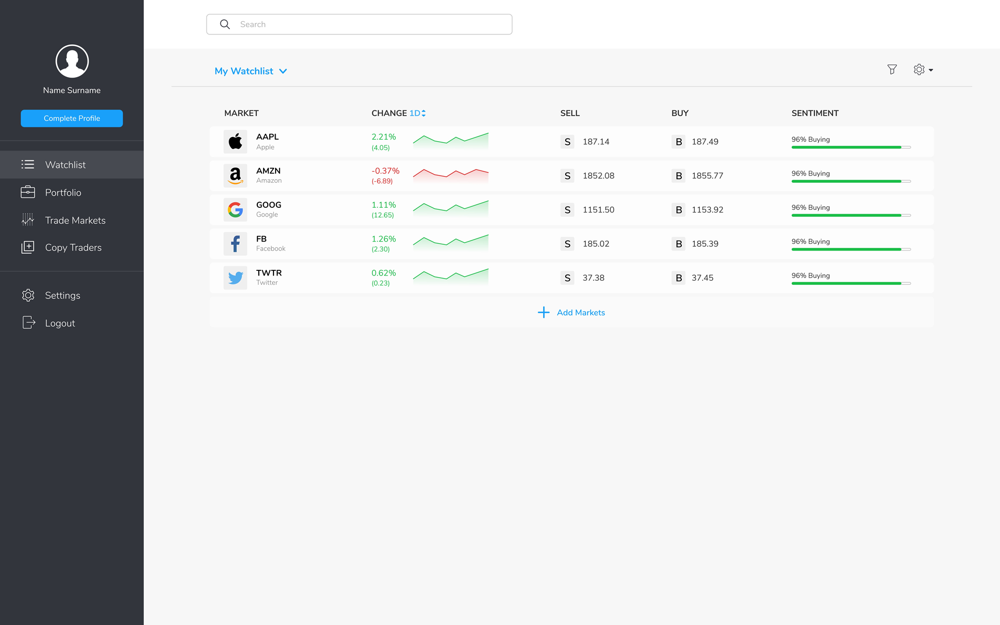 Search
Name Surname
Complete Profile
Watchlist
Portfolio
Trade Markets
Copy Traders
Settings
Logout
My Watchlist
MARKET CHANGE 1D SELL BUY SENTIMENT
AAPL 2.21% S 187.14 B 187.49 96% Buying
Apple (4.05)
AMZN -0.37% S 1852.08 B 1855.77 96% Buying
Amazon (-6.89)
GOOG 1.11% S 1151.50 B 1153.92 96% Buying
Google (12.65)
FB 1.26% S 185.02 B 185.39 96% Buying
Facebook (2.30)
TWTR 0.62% S 37.38 B 37.45 96% Buying
Twitter (0.23)
Add Markets